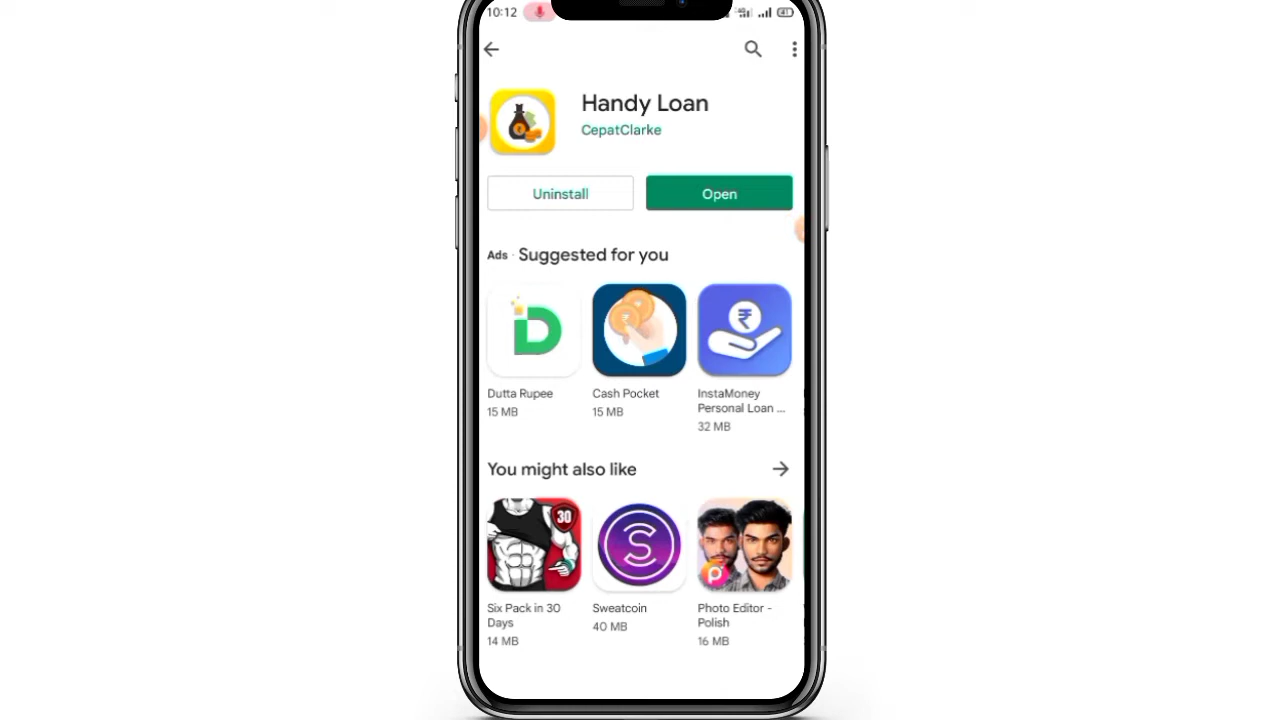 10:12
Handy Loan
CepatClarke
Uninstall
Open
Ads · Suggested for you
Dutta Rupee
15 MB
Cash Pocket
15 MB
InstaMoney
Personal Loan ...
32 MB
You might also like
30
Six Pack in 30
Days
14 MB
Sweatcoin
40 MB
Photo Editor -
Polish
16 MB